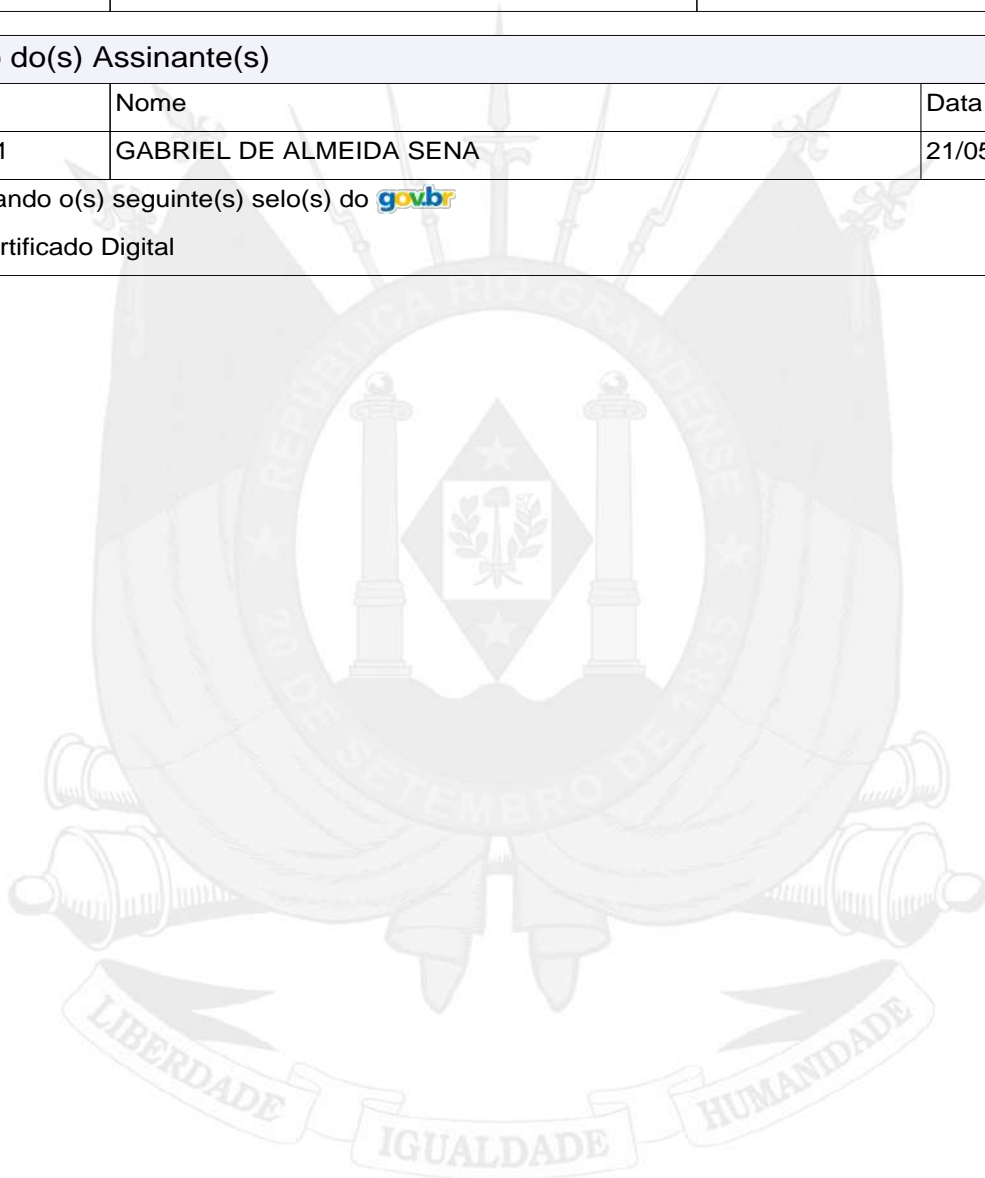 do(s) Assinante(s)
Nome
Data
1
GABRIEL DE ALMEIDA SENA
21/05
ando o(s) seguinte(s) selo(s) do gov.br
rtificado Digital
REPÚBLICA RIO-GRANDENSE
20 DE SETEMBRO DE 1835
LIBERDADE
IGUALDADE
HUMANIDADE